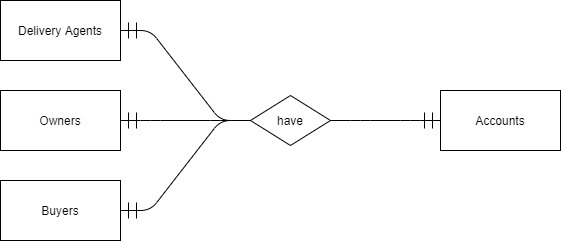 Delivery Agents
Owners
have
Accounts
Buyers